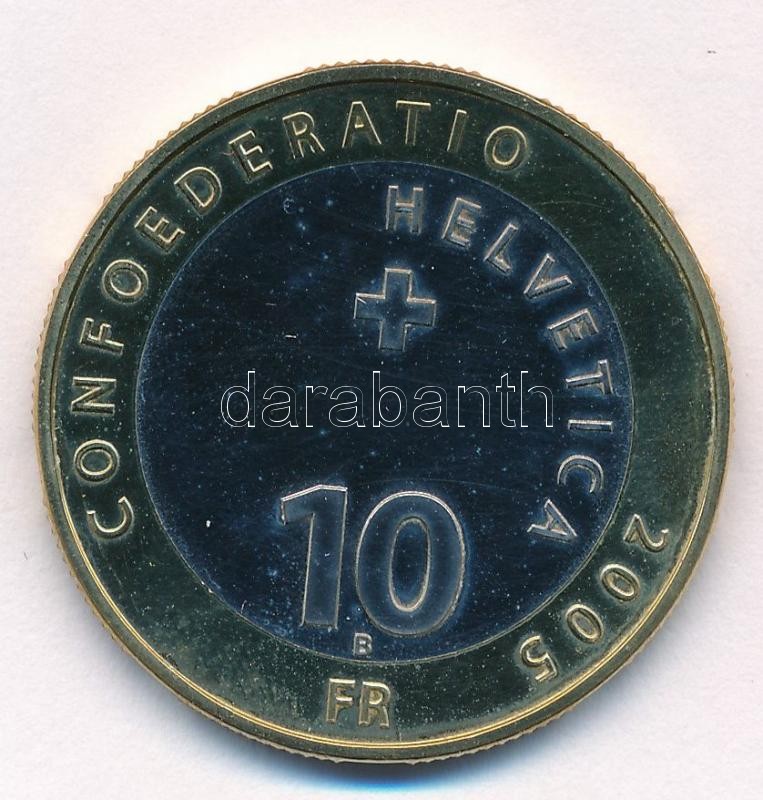 CONFOEDERATIO
HELVETICA
2005
10
B
FR
darabanth